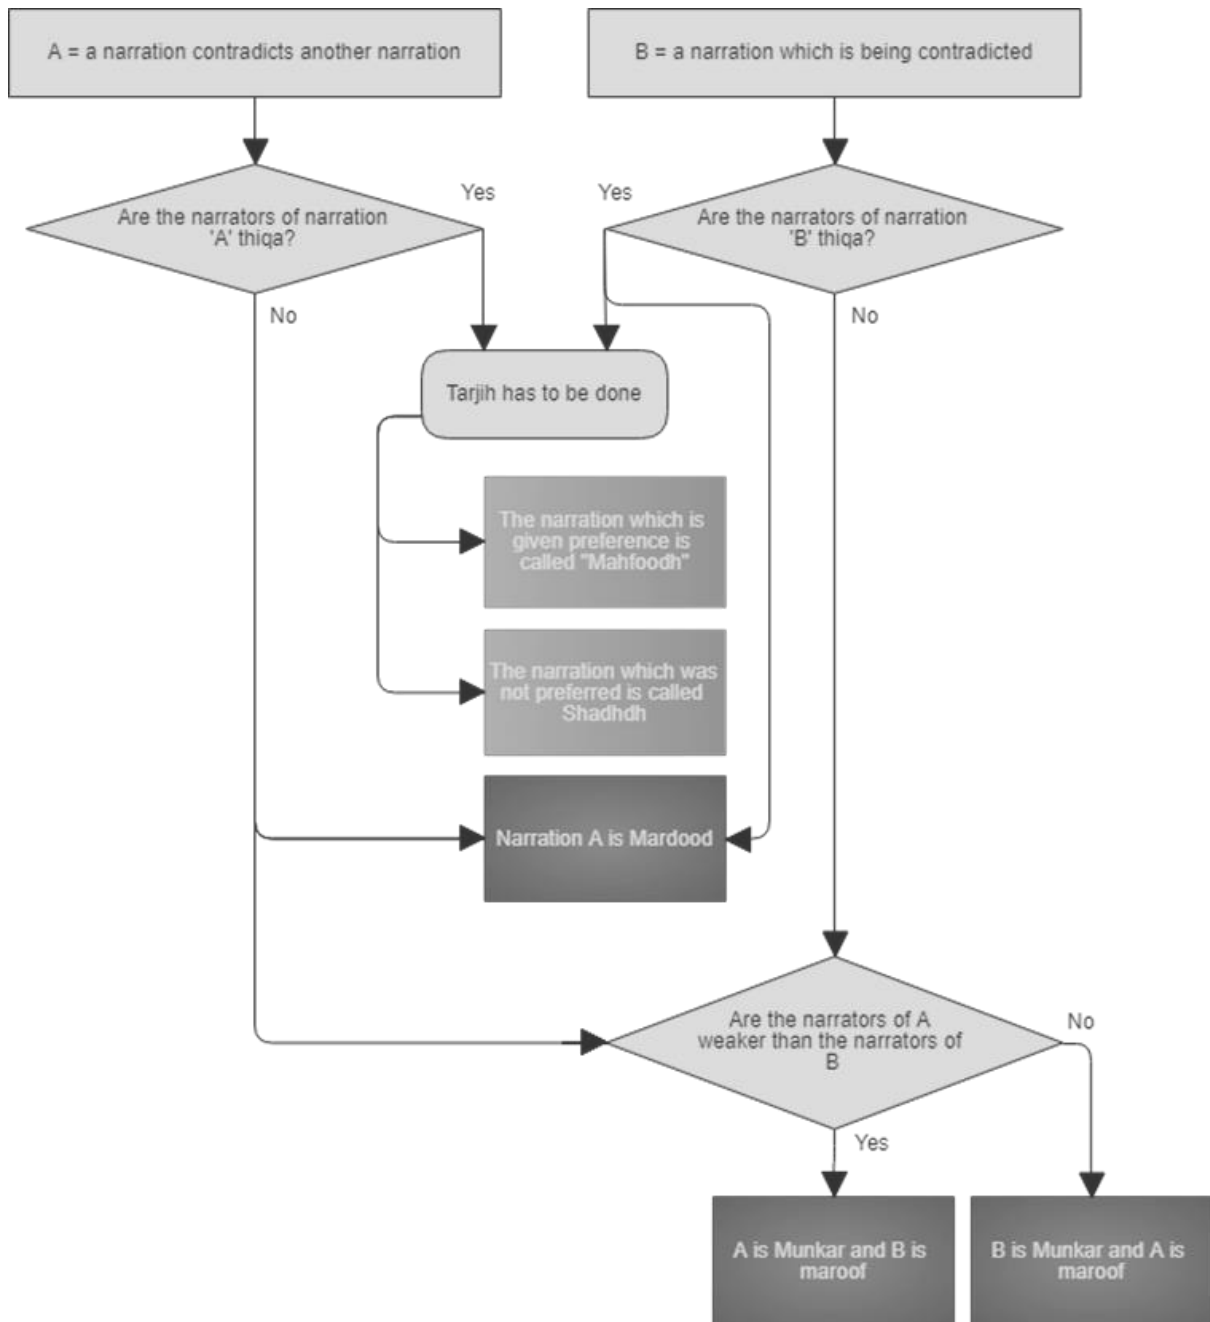 A = a narration contradicts another narration
B = a narration which is being contradicted
Are the narrators of narration
'A' thiqa?
Yes
Yes
Are the narrators of narration
'B' thiqa?
No
No
Tarjih has to be done
The narration which is
given preference is
called "Mahfoodh"
The narration which was
not preferred is called
Shadhdh
Narration A is Mardood
Are the narrators of A
weaker than the narrators of
B
No
Yes
A is Munkar and B is
maroof
B is Munkar and A is
maroof